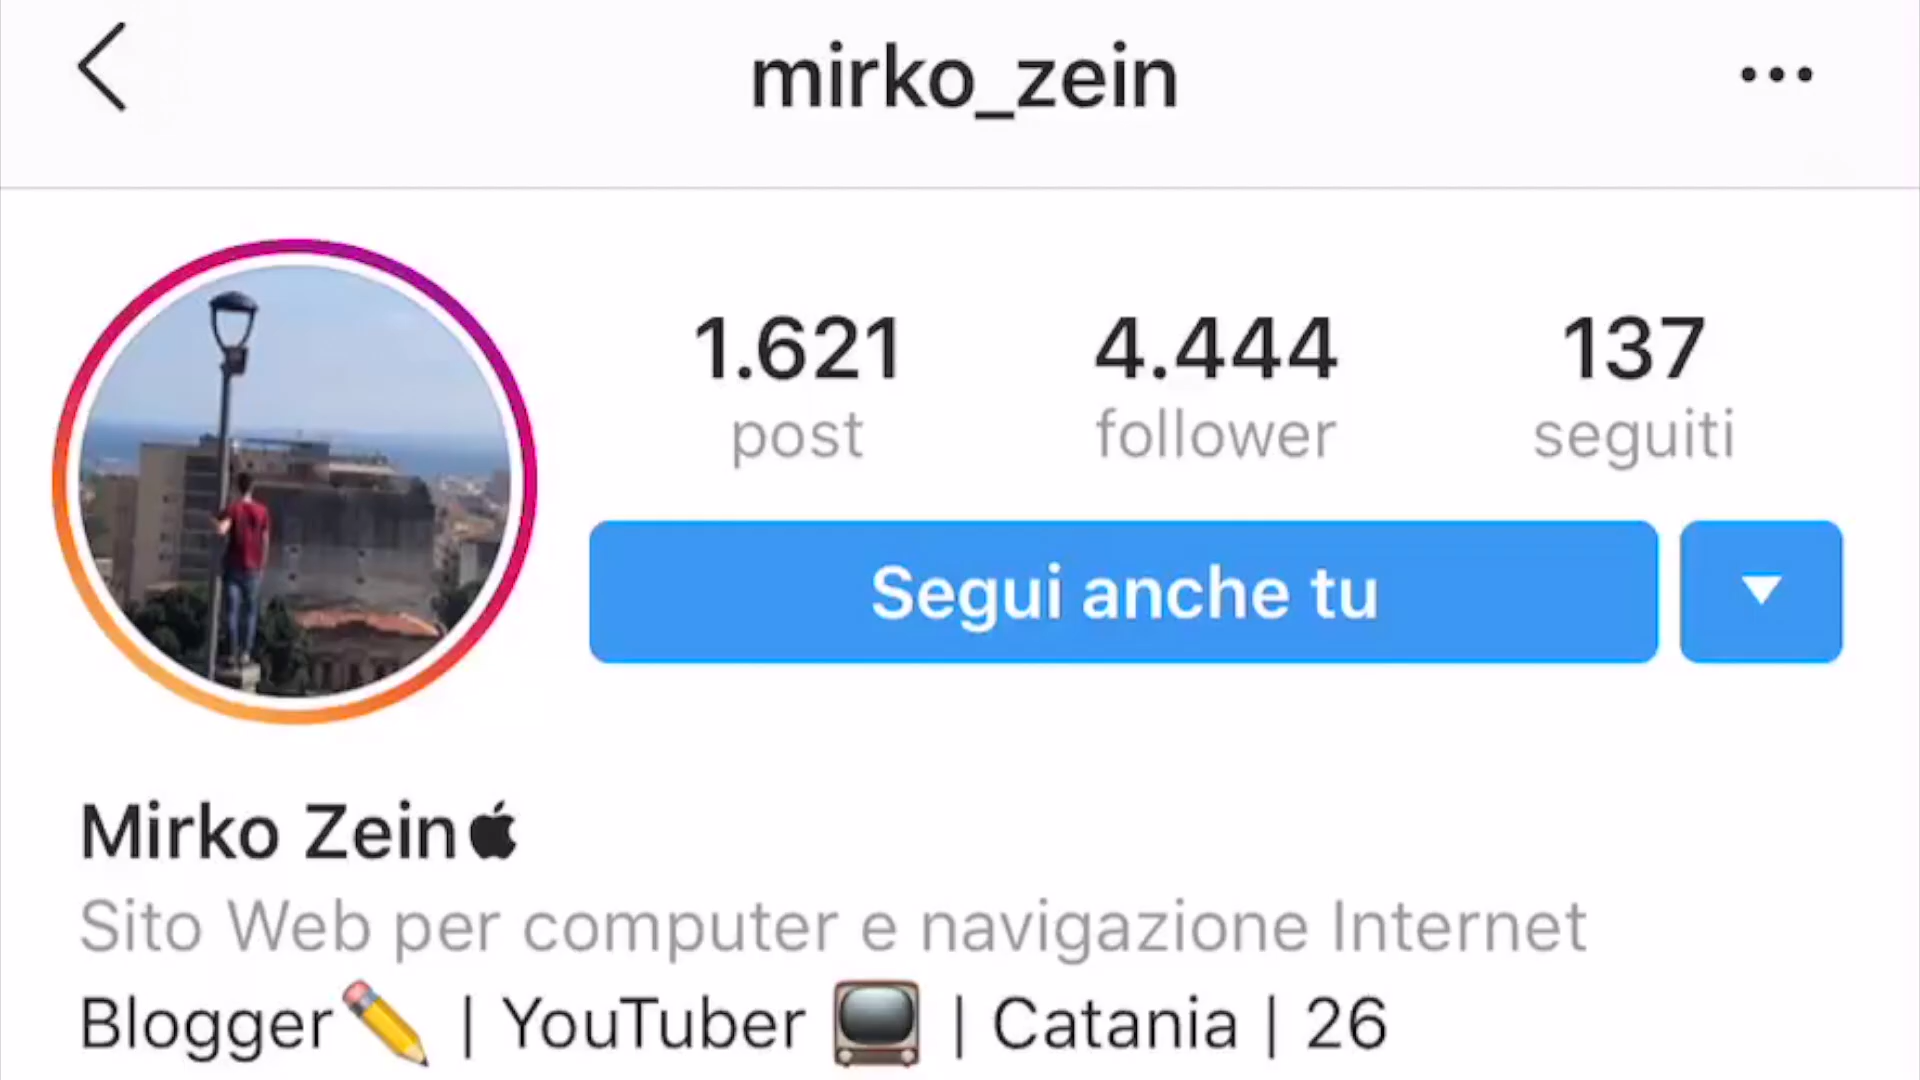 mirko_zein
1.621 4.444 137
post follower seguiti
Segui anche tu
Mirko Zein
Sito Web per computer e navigazione Internet
Blogger✏️ | YouTuber 📺 | Catania | 26